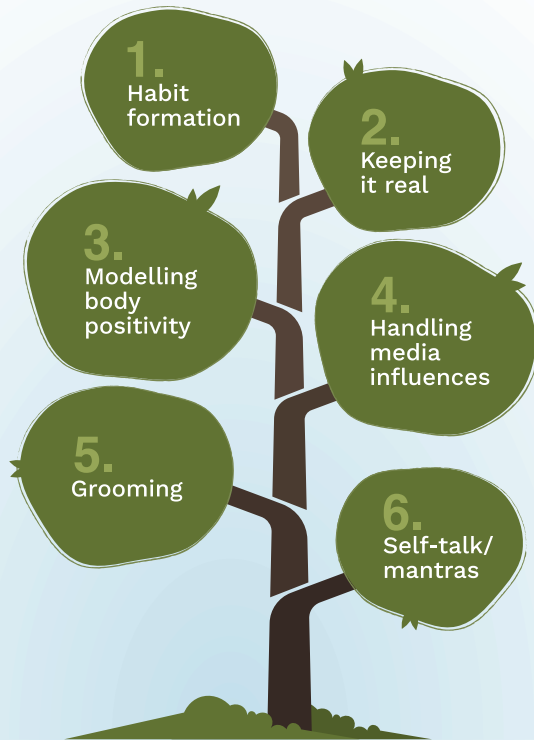 1.
Habit
formation
2.
Keeping
it real
3.
Modelling
body
positivity
4.
Handling
media
influences
5.
Grooming
6.
Self-talk/
mantras